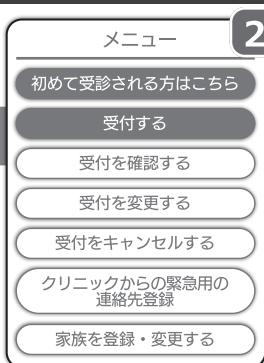 メニュー
2
初めて受診される方はこちら
受付する
受付を確認する
受付を変更する
受付をキャンセルする
クリニックからの緊急用の
連絡先登録
家族を登録・変更する